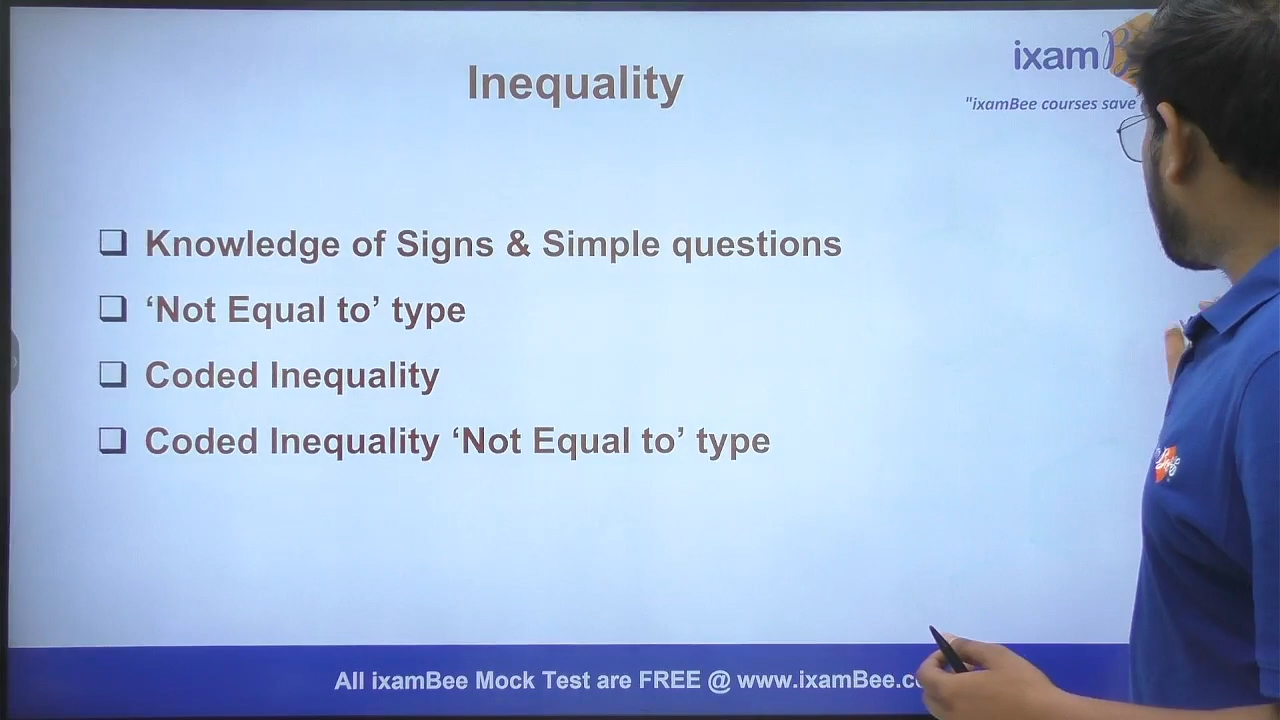 Inequality
ixam
"ixamBee courses save
Knowledge of Signs & Simple questions
‘Not Equal to’ type
Coded Inequality
Coded Inequality ‘Not Equal to’ type
All ixamBee Mock Test are FREE @ www.ixamBee.c